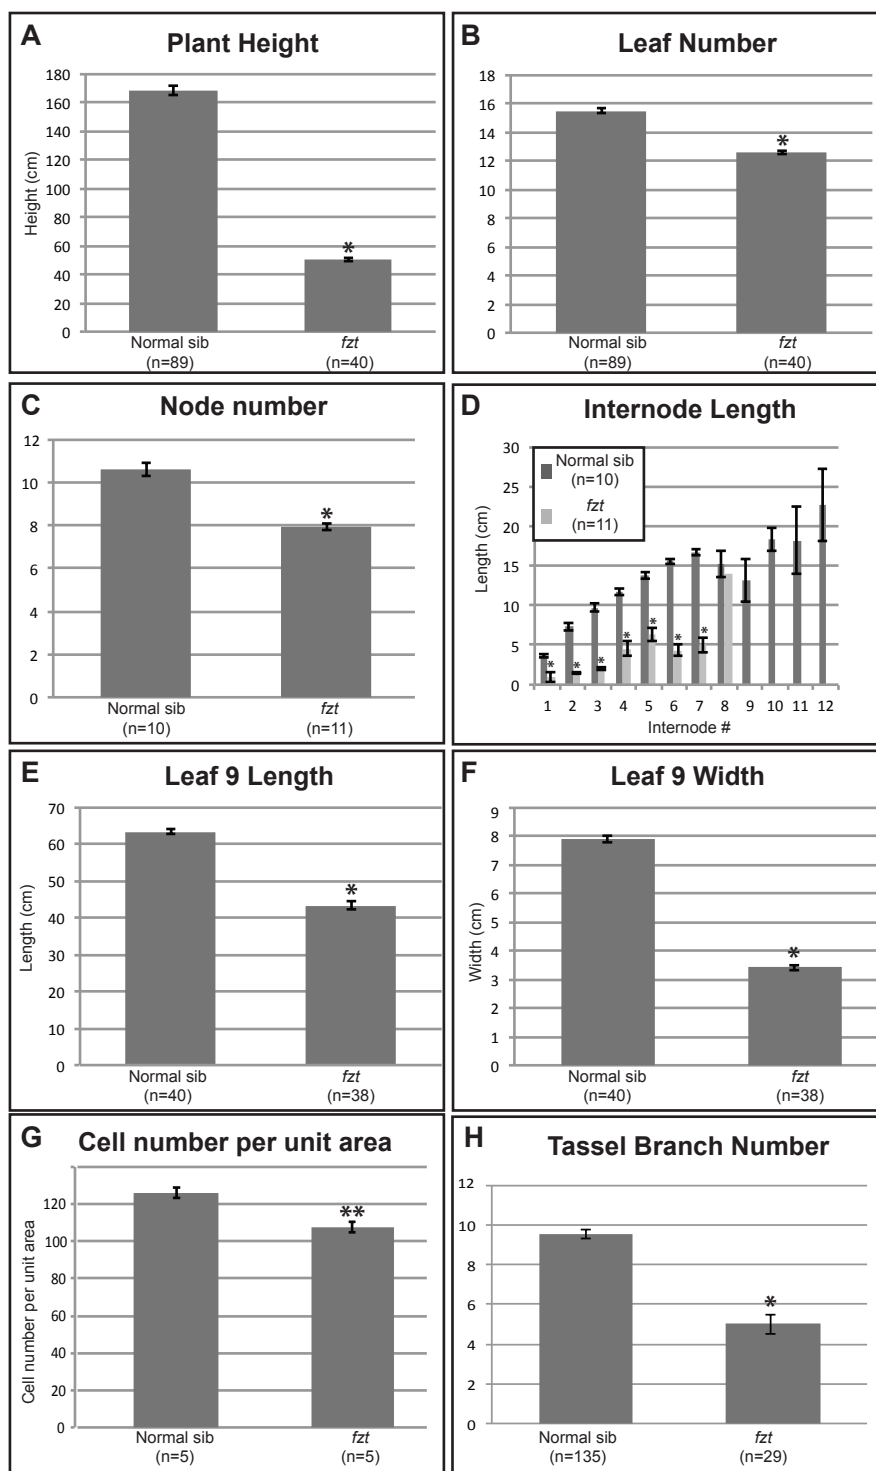 A
Plant Height
180
160
140
120
100
80
60
40
20
0
Height (cm)
*
Normal sib
(n=89)
fzt
(n=40)
B
Leaf Number
18
16
14
12
10
8
6
4
2
0
*
Normal sib
(n=89)
fzt
(n=40)
C
Node number
12
10
8
6
4
2
0
*
Normal sib
(n=10)
fzt
(n=11)
D
Internode Length
30
25
20
15
10
5
0
Length (cm)
Normal sib
(n=10)
fzt
(n=11)
* * * * * * *
1 2 3 4 5 6 7 8 9 10 11 12
Internode #
E
Leaf 9 Length
70
60
50
40
30
20
10
0
Length (cm)
*
Normal sib
(n=40)
fzt
(n=38)
F
Leaf 9 Width
9
8
7
6
5
4
3
2
1
0
Width (cm)
*
Normal sib
(n=40)
fzt
(n=38)
G
Cell number per unit area
120
100
80
60
40
20
0
Cell number per unit area
**
Normal sib
(n=5)
fzt
(n=5)
H
Tassel Branch Number
12
10
8
6
4
2
0
*
Normal sib
(n=135)
fzt
(n=29)